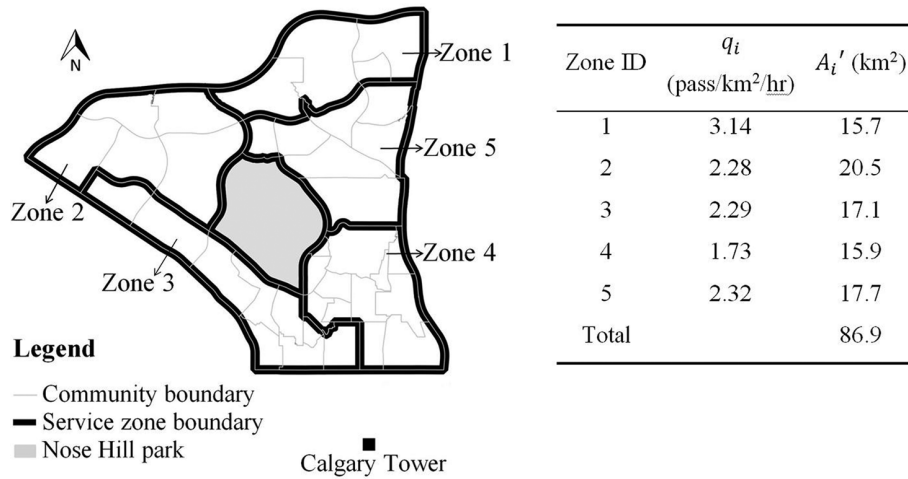 N
Zone 1
Zone 5
Zone 2
Zone 4
Zone 3
Legend
Community boundary
Service zone boundary
Nose Hill park
Calgary Tower
Zone ID q_i (pass/km²/hr) A_i′ (km²)
1 3.14 15.7
2 2.28 20.5
3 2.29 17.1
4 1.73 15.9
5 2.32 17.7
Total 86.9